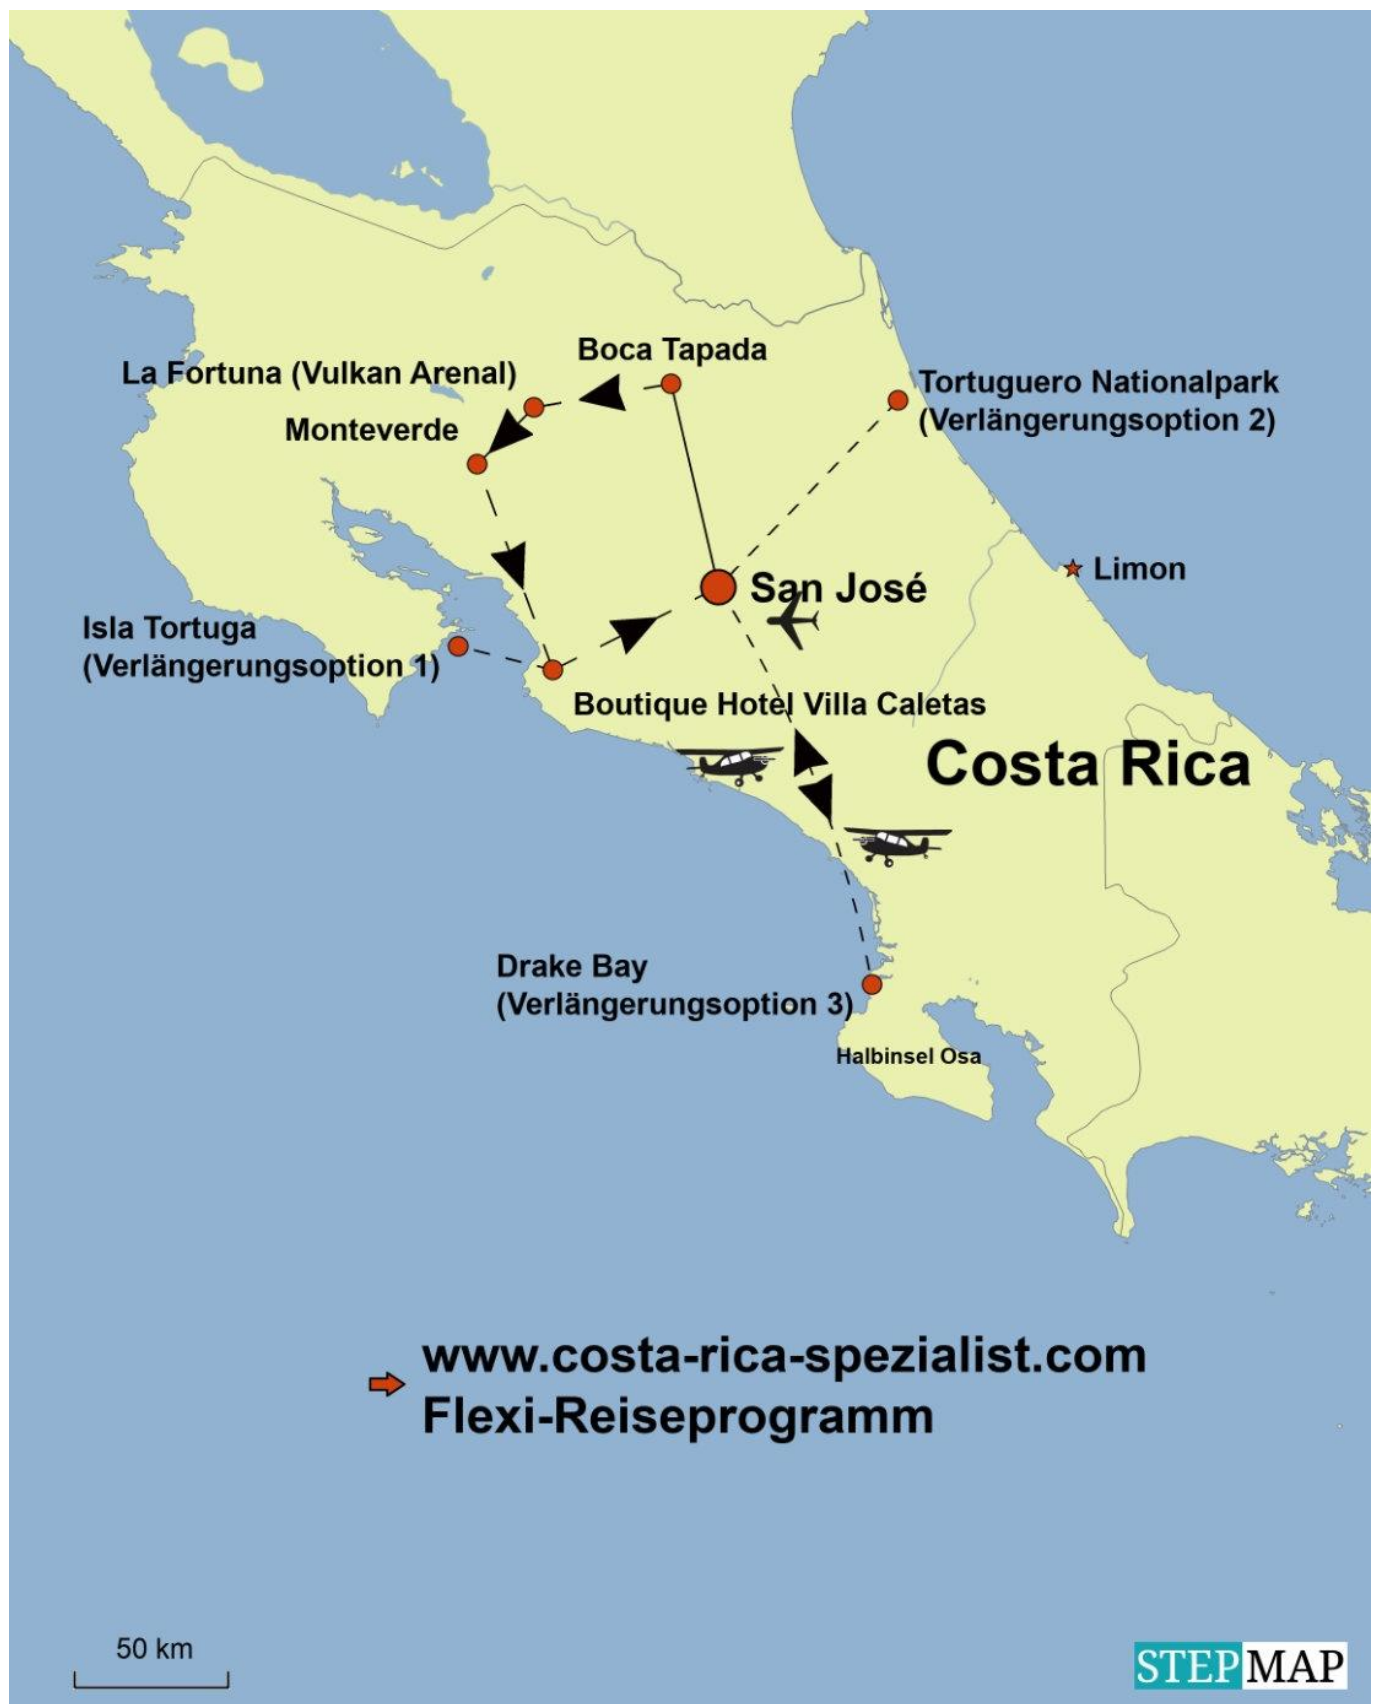 Boca Tapada
La Fortuna (Vulkan Arenal)
Tortuguero Nationalpark
(Verlängerungsoption 2)
Monteverde
Limon
San José
Isla Tortuga
(Verlängerungsoption 1)
Boutique Hotel Villa Caletas
Costa Rica
Drake Bay
(Verlängerungsoption 3)
Halbinsel Osa
www.costa-rica-spezialist.com
Flexi-Reiseprogramm
50 km
STEPMAP